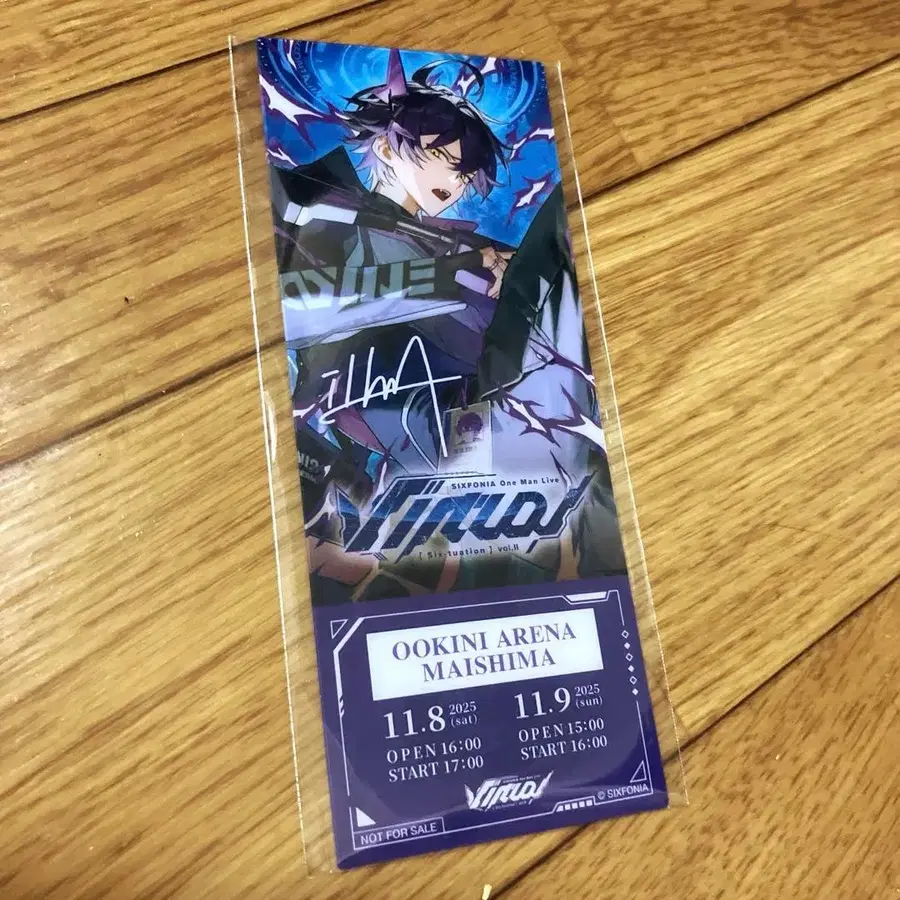 SIXFONIA One Man Live
[ Six-tuation ] vol.II
OOKINI ARENA
MAISHIMA
11.8 2025 (sat)
OPEN 16:00
START 17:00
11.9 2025 (sun)
OPEN 15:00
START 16:00
NOT FOR SALE
© SIXFONIA